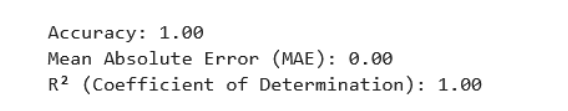 Accuracy: 1.00
Mean Absolute Error (MAE): 0.00
R² (Coefficient of Determination): 1.00